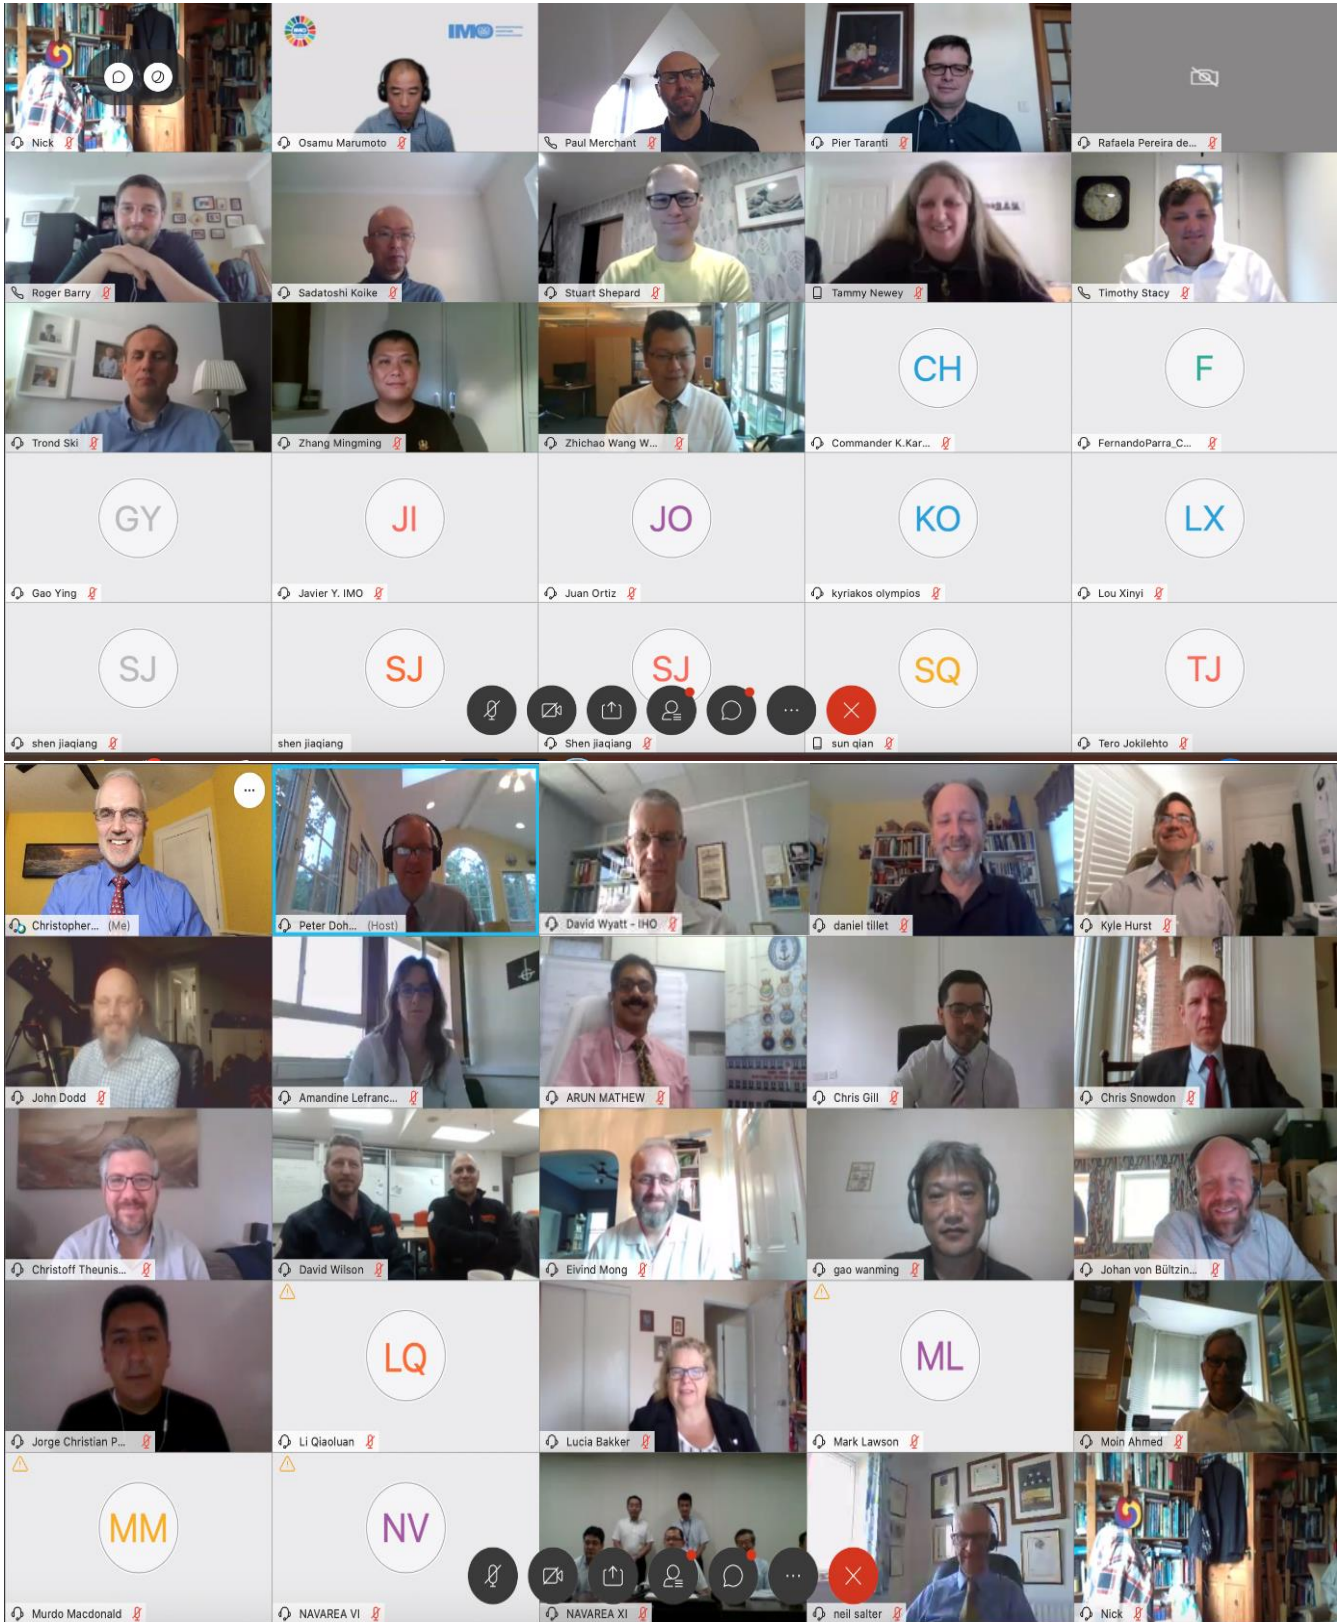 IMO
Nick
Osamu Marumoto
Paul Merchant
Pier Taranti
Rafaela Pereira de...
Roger Barry
Sadatoshi Koike
Stuart Shepard
Tammy Newey
Timothy Stacy
CH
F
Trond Ski
Zhang Mingming
Zhichao Wang W...
Commander K.Kar...
FernandoParra_C...
GY
JI
JO
KO
LX
Gao Ying
Javier Y. IMO
Juan Ortiz
kyriakos olympios
Lou Xinyi
SJ
SJ
SJ
SQ
TJ
shen jiaqiang
shen jiaqiang
Shen jiaqiang
sun qian
Tero Jokilehto
Christopher... (Me)
Peter Doh... (Host)
David Wyatt - IHO
daniel tillet
Kyle Hurst
John Dodd
Amandine Lefranc...
ARUN MATHEW
Chris Gill
Chris Snowdon
Christoff Theunis...
David Wilson
Eivind Mong
gao wanming
Johan von Bültzin...
LQ
ML
Jorge Christian P...
Li Qiaoluan
Lucia Bakker
Mark Lawson
Moin Ahmed
MM
NV
Murdo Macdonald
NAVAREA VI
NAVAREA XI
neil salter
Nick